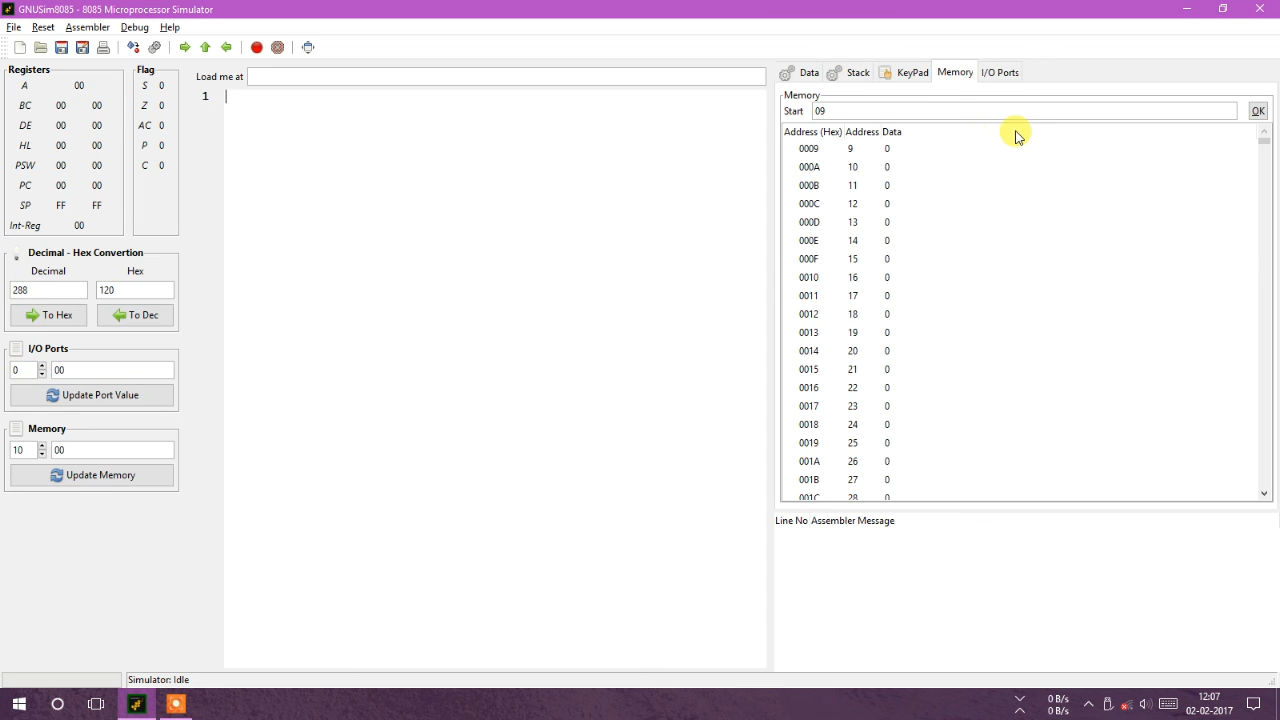 GNUSim8085 - 8085 Microprocessor Simulator
File Reset Assembler Debug Help
Registers
A 00
BC 00 00
DE 00 00
HL 00 00
PSW 00 00
PC 00 00
SP FF FF
Int-Reg 00
Flag
S 0
Z 0
AC 0
P 0
C 0
Decimal - Hex Convertion
Decimal Hex
288 120
To Hex To Dec
I/O Ports
0 00
Update Port Value
Memory
10 00
Update Memory
Load me at
1
Data Stack KeyPad Memory I/O Ports
Memory
Start 09 OK
Address (Hex) Address Data
0009 9 0
000A 10 0
000B 11 0
000C 12 0
000D 13 0
000E 14 0
000F 15 0
0010 16 0
0011 17 0
0012 18 0
0013 19 0
0014 20 0
0015 21 0
0016 22 0
0017 23 0
0018 24 0
0019 25 0
001A 26 0
001B 27 0
001C 28 0
Line No Assembler Message
Simulator: Idle
0 B/s
0 B/s
12:07
02-02-2017